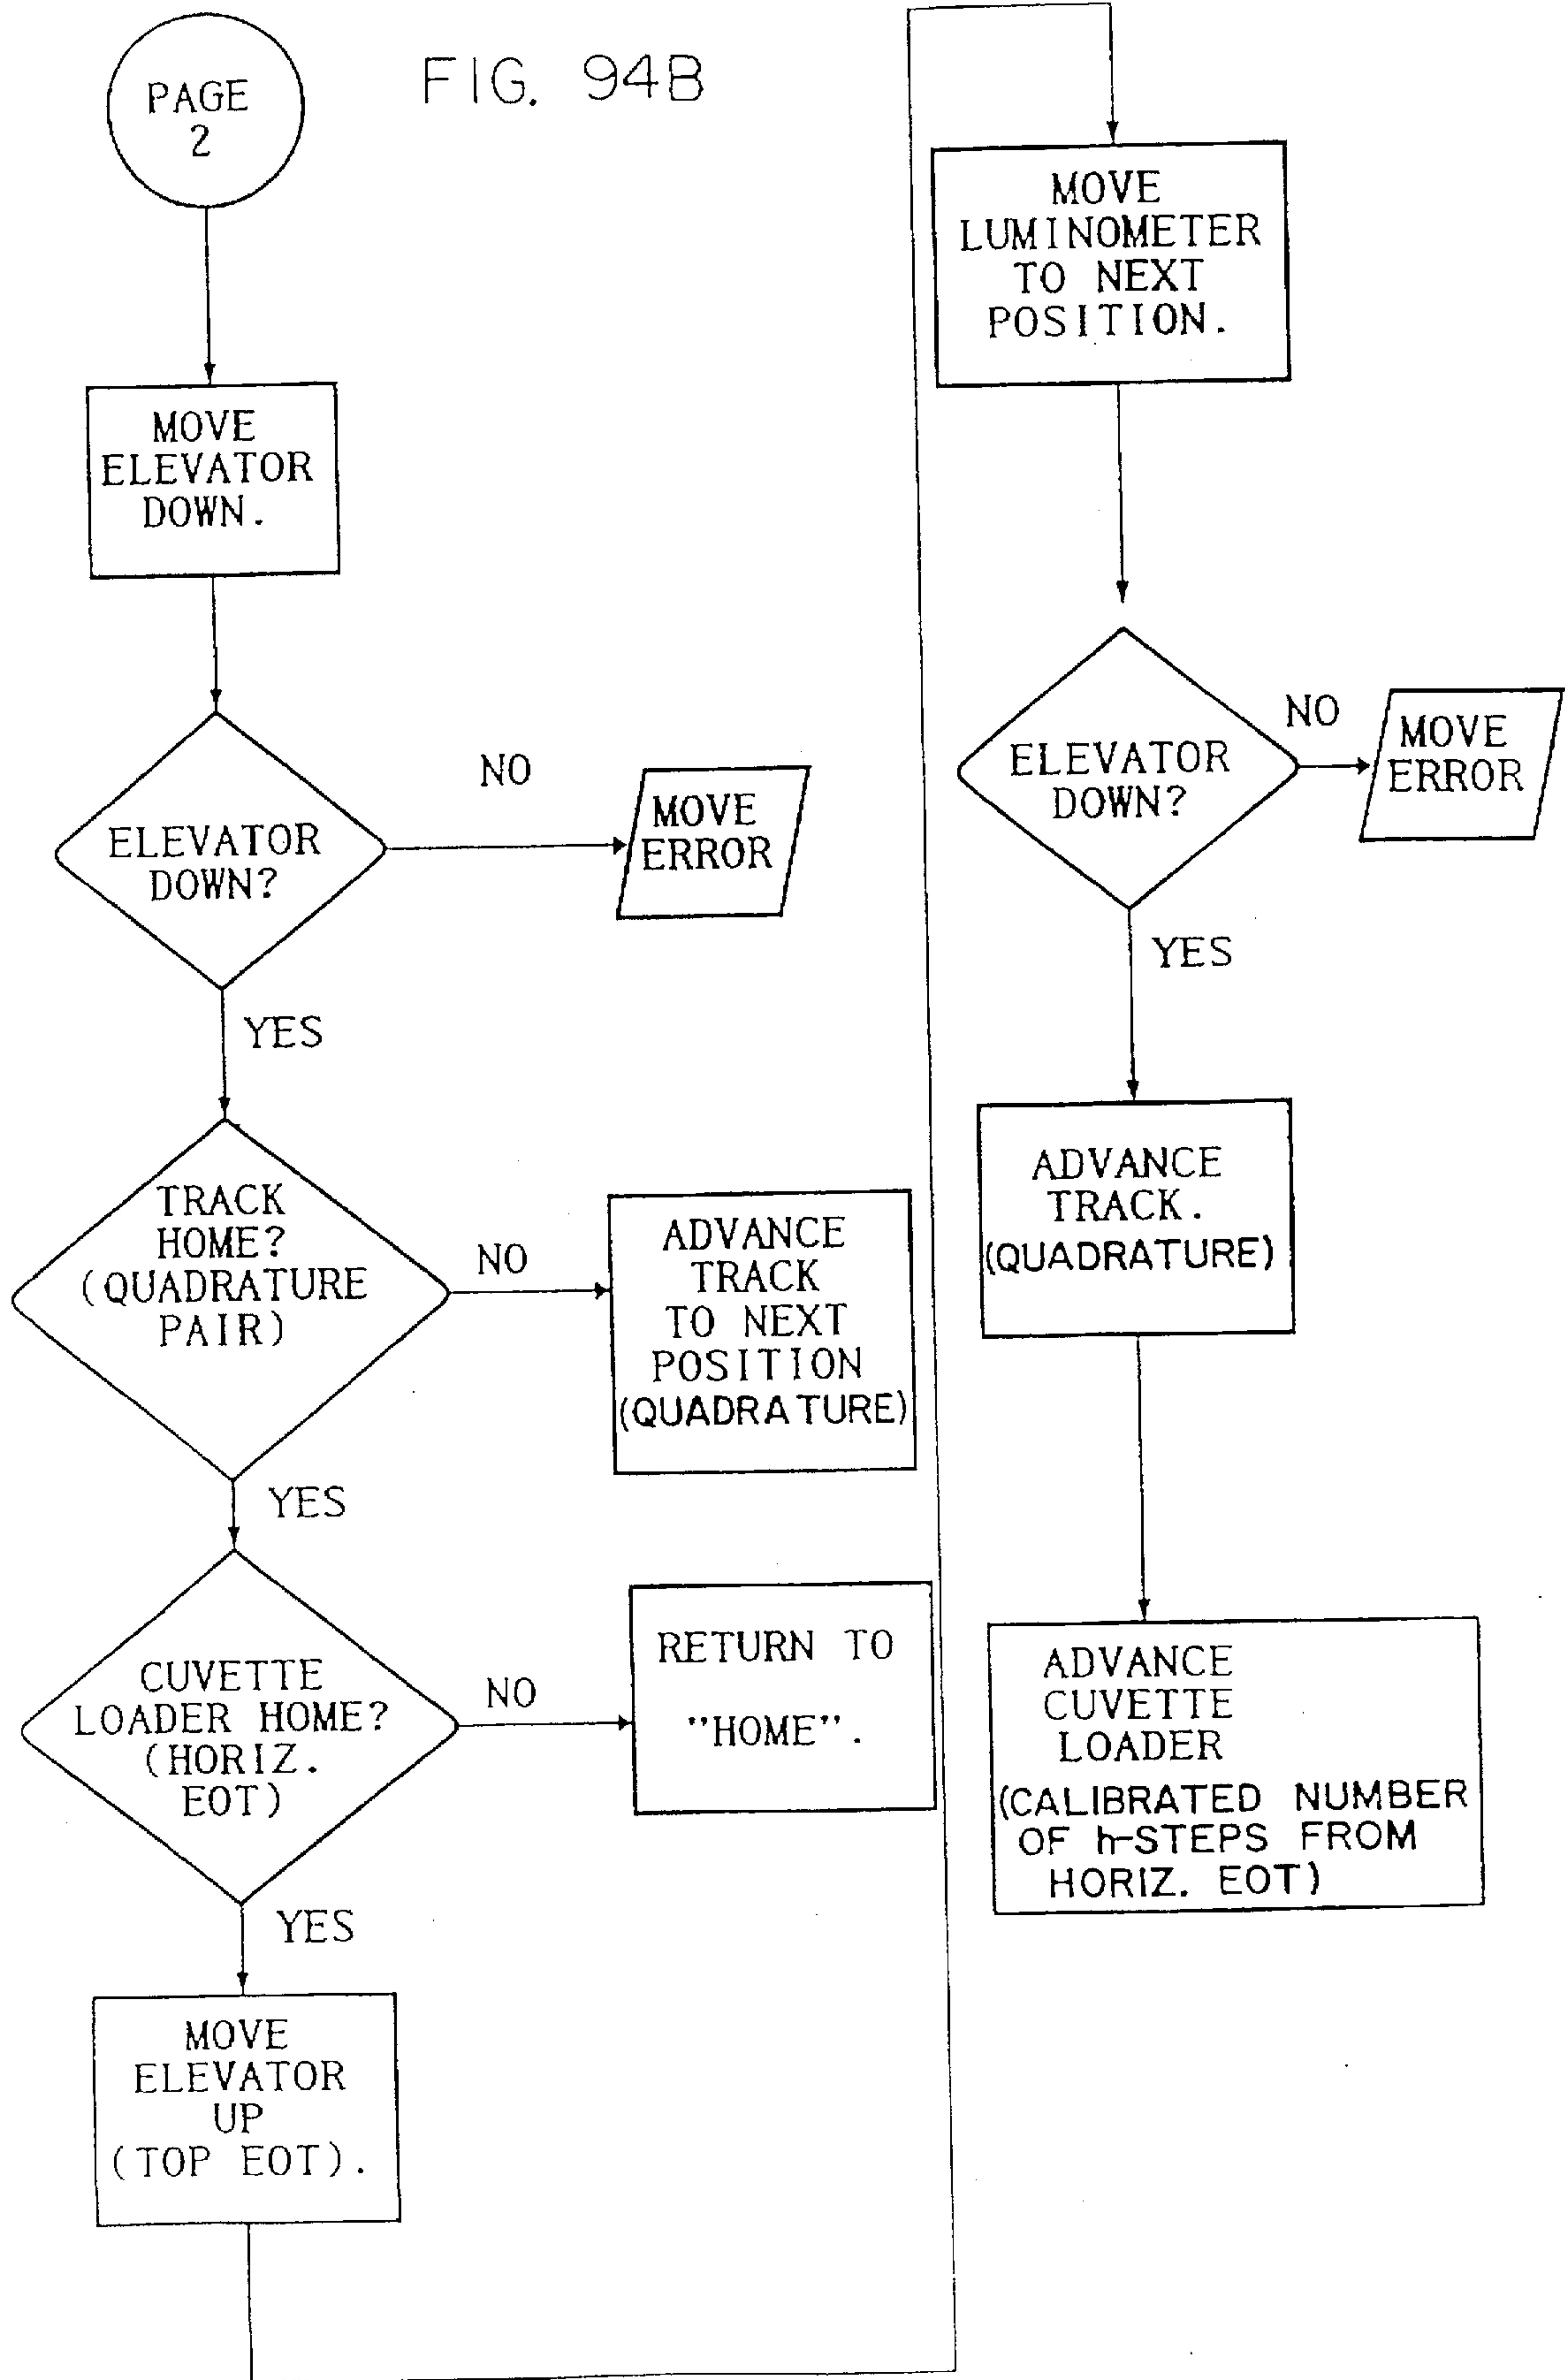 PAGE
2
FIG. 94B
MOVE
ELEVATOR
DOWN.
ELEVATOR
DOWN?
NO
MOVE
ERROR
YES
TRACK
HOME?
(QUADRATURE
PAIR)
NO
ADVANCE
TRACK
TO NEXT
POSITION
(QUADRATURE)
YES
CUVETTE
LOADER HOME?
(HORIZ.
EOT)
NO
RETURN TO
"HOME".
YES
MOVE
ELEVATOR
UP
(TOP EOT).
MOVE
LUMINOMETER
TO NEXT
POSITION.
ELEVATOR
DOWN?
NO
MOVE
ERROR
YES
ADVANCE
TRACK.
(QUADRATURE)
ADVANCE
CUVETTE
LOADER
(CALIBRATED NUMBER
OF h-STEPS FROM
HORIZ. EOT)